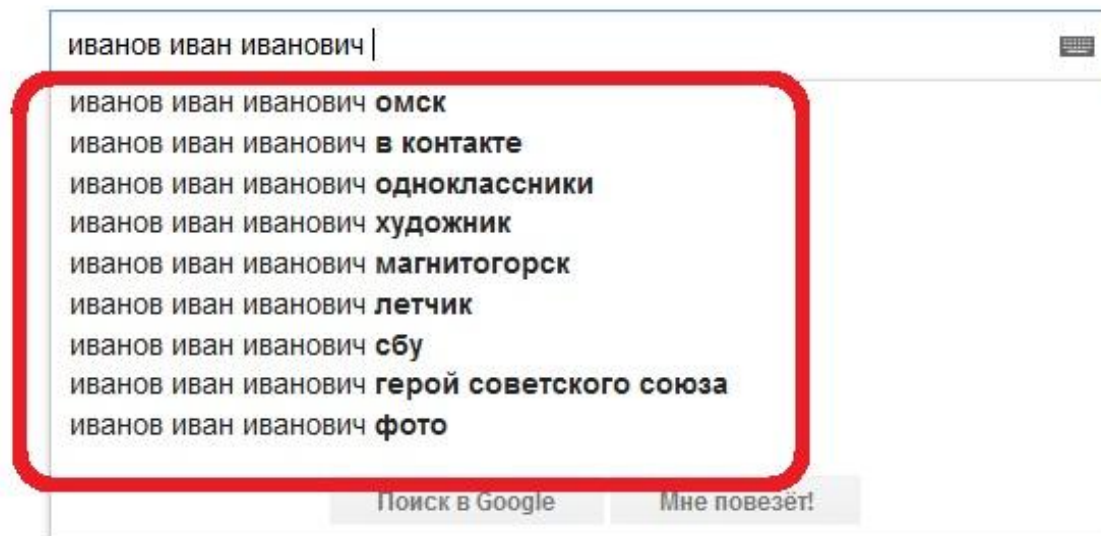 иванов иван иванович
иванов иван иванович омск
иванов иван иванович в контакте
иванов иван иванович одноклассники
иванов иван иванович художник
иванов иван иванович магнитогорск
иванов иван иванович летчик
иванов иван иванович сбу
иванов иван иванович герой советского союза
иванов иван иванович фото
Поиск в Google Мне повезёт!